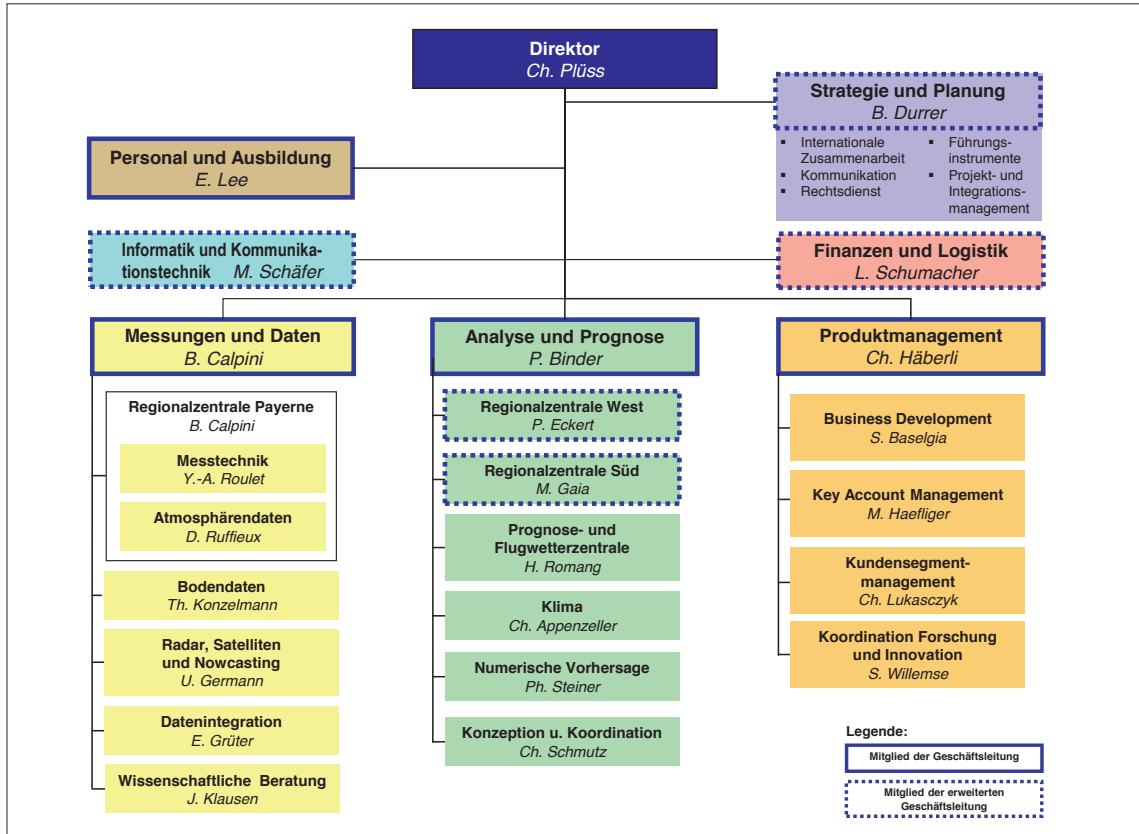 Direktor
Ch. Plüss
Strategie und Planung
B. Durrer
▪ Internationale
Zusammenarbeit
▪ Kommunikation
▪ Rechtsdienst
▪ Führungs-
instrumente
▪ Projekt- und
Integrations-
management
Personal und Ausbildung
E. Lee
Informatik und Kommunika-
tionstechnik M. Schäfer
Finanzen und Logistik
L. Schumacher
Messungen und Daten
B. Calpini
Regionalzentrale Payerne
B. Calpini
Messtechnik
Y.-A. Roulet
Atmosphärendaten
D. Ruffieux
Bodendaten
Th. Konzelmann
Radar, Satelliten
und Nowcasting
U. Germann
Datenintegration
E. Grüter
Wissenschaftliche Beratung
J. Klausen
Analyse und Prognose
P. Binder
Regionalzentrale West
P. Eckert
Regionalzentrale Süd
M. Gaia
Prognose- und
Flugwetterzentrale
H. Romang
Klima
Ch. Appenzeller
Numerische Vorhersage
Ph. Steiner
Konzeption u. Koordination
Ch. Schmutz
Produktmanagement
Ch. Häberli
Business Development
S. Baselgia
Key Account Management
M. Haefliger
Kundensegment-
management
Ch. Lukasczyk
Koordination Forschung
und Innovation
S. Willemse
Legende:
Mitglied der Geschäftsleitung
Mitglied der erweiterten
Geschäftsleitung